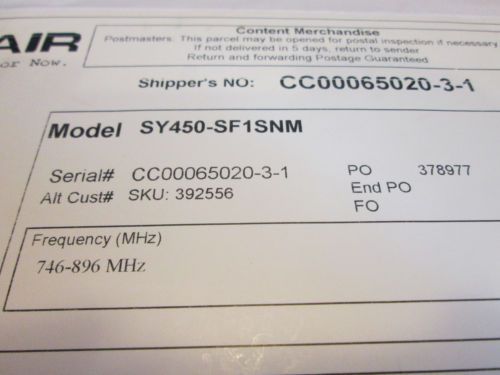 AIR
or Now.
Content Merchandise
Postmasters: This parcel may be opened for postal inspection if necessary
If not delivered in 5 days, return to sender
Return and forwarding Postage Guaranteed
Shipper's NO: CC00065020-3-1
Model SY450-SF1SNM
Serial# CC00065020-3-1 PO 378977
Alt Cust# SKU: 392556 End PO
FO
Frequency (MHz)
746-896 MHz